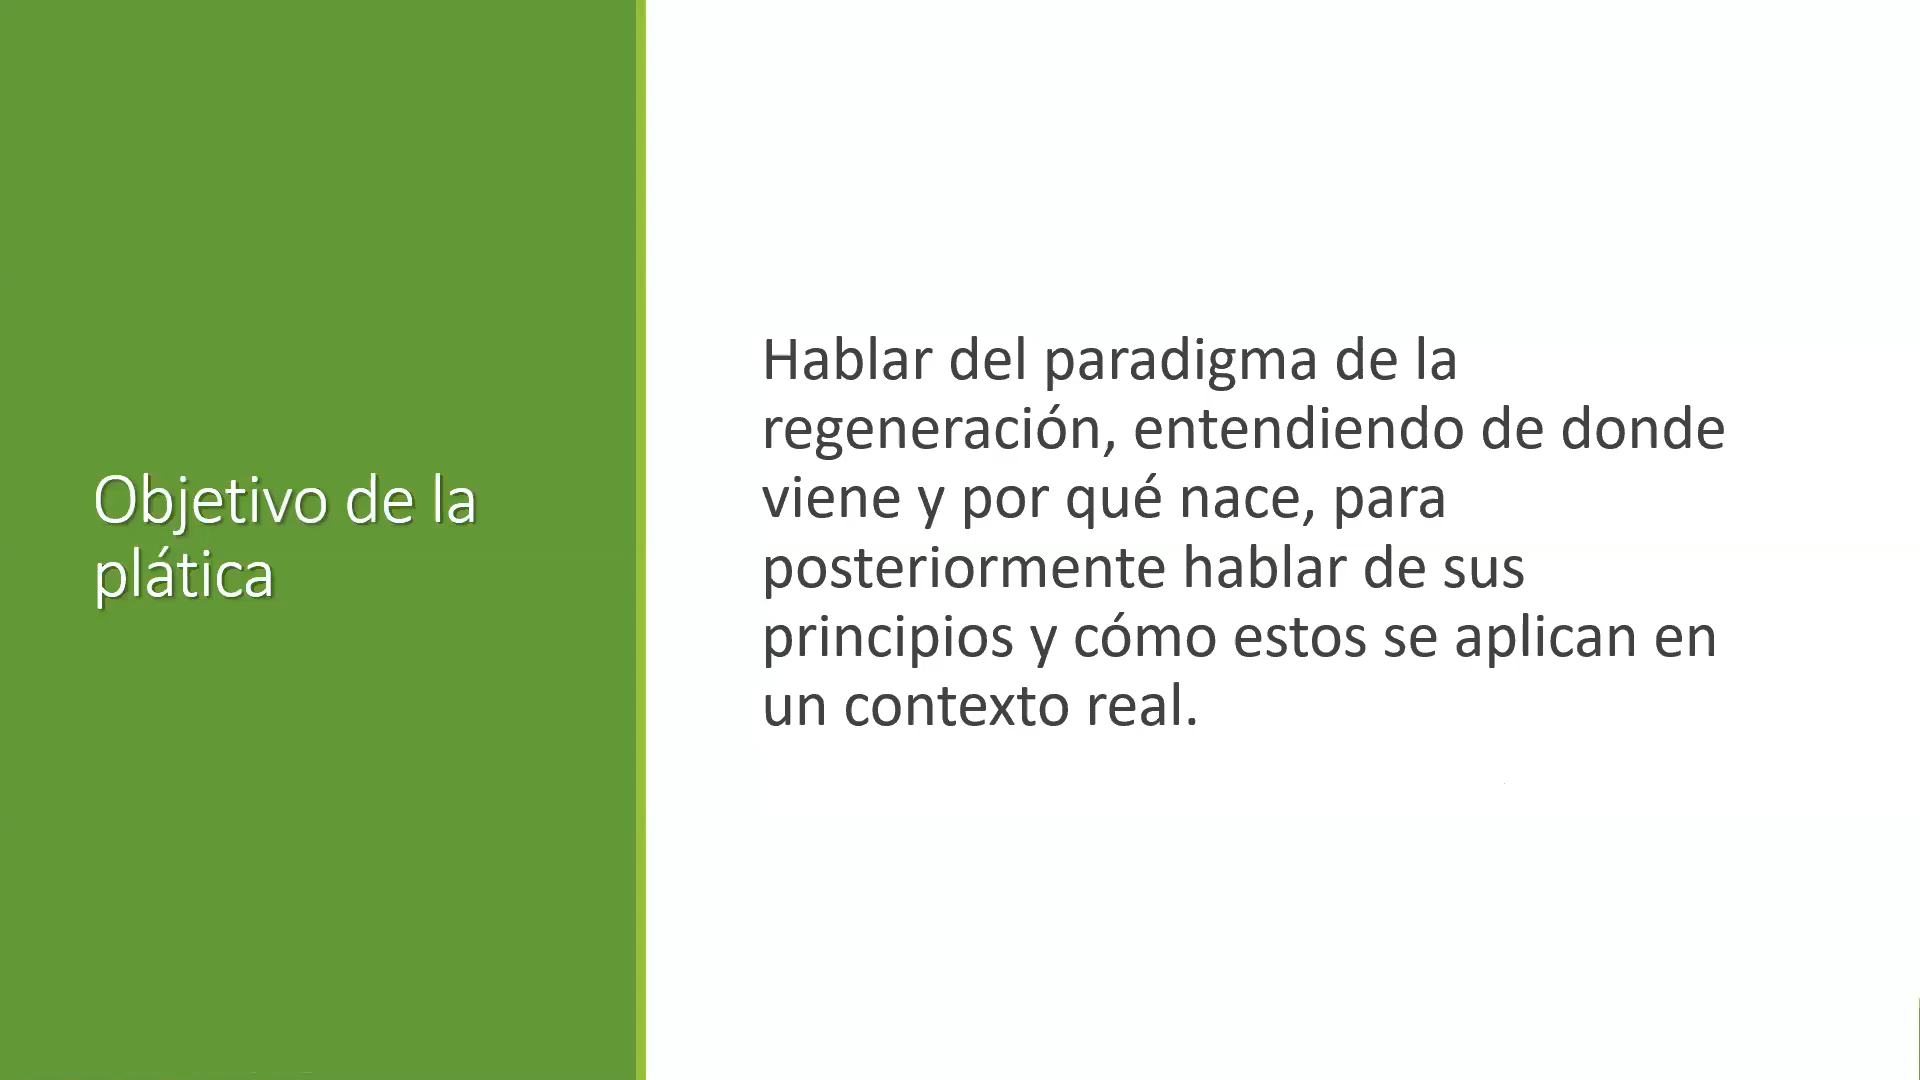 Objetivo de la
plática
Hablar del paradigma de la
regeneración, entendiendo de donde
viene y por qué nace, para
posteriormente hablar de sus
principios y cómo estos se aplican en
un contexto real.